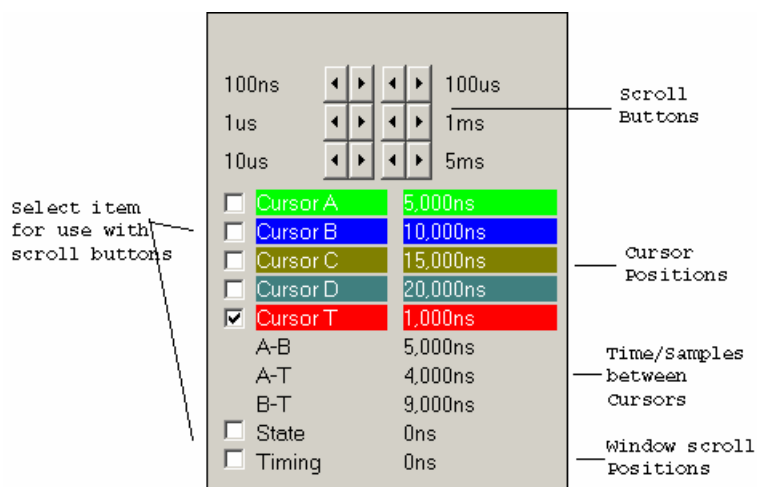 100ns 100us
1us 1ms
10us 5ms
Scroll
Buttons
Select item
for use with
scroll buttons
Cursor A 5,000ns
Cursor B 10,000ns
Cursor C 15,000ns
Cursor D 20,000ns
Cursor T 1,000ns
Cursor
Positions
A-B 5,000ns
A-T 4,000ns
B-T 9,000ns
Time/Samples
between
Cursors
State 0ns
Timing 0ns
Window scroll
Positions